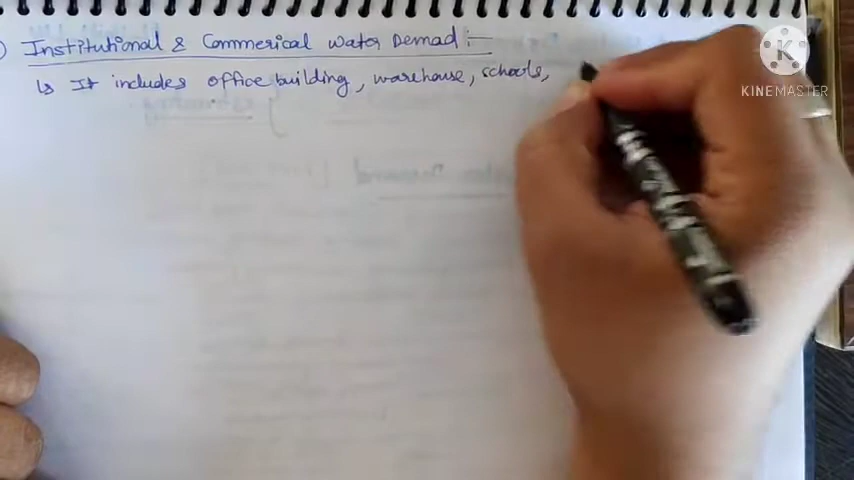 ) Institutional & Commerical Water Demad :-
↳ It includes office building, warehouse, schools,
KINEMASTER